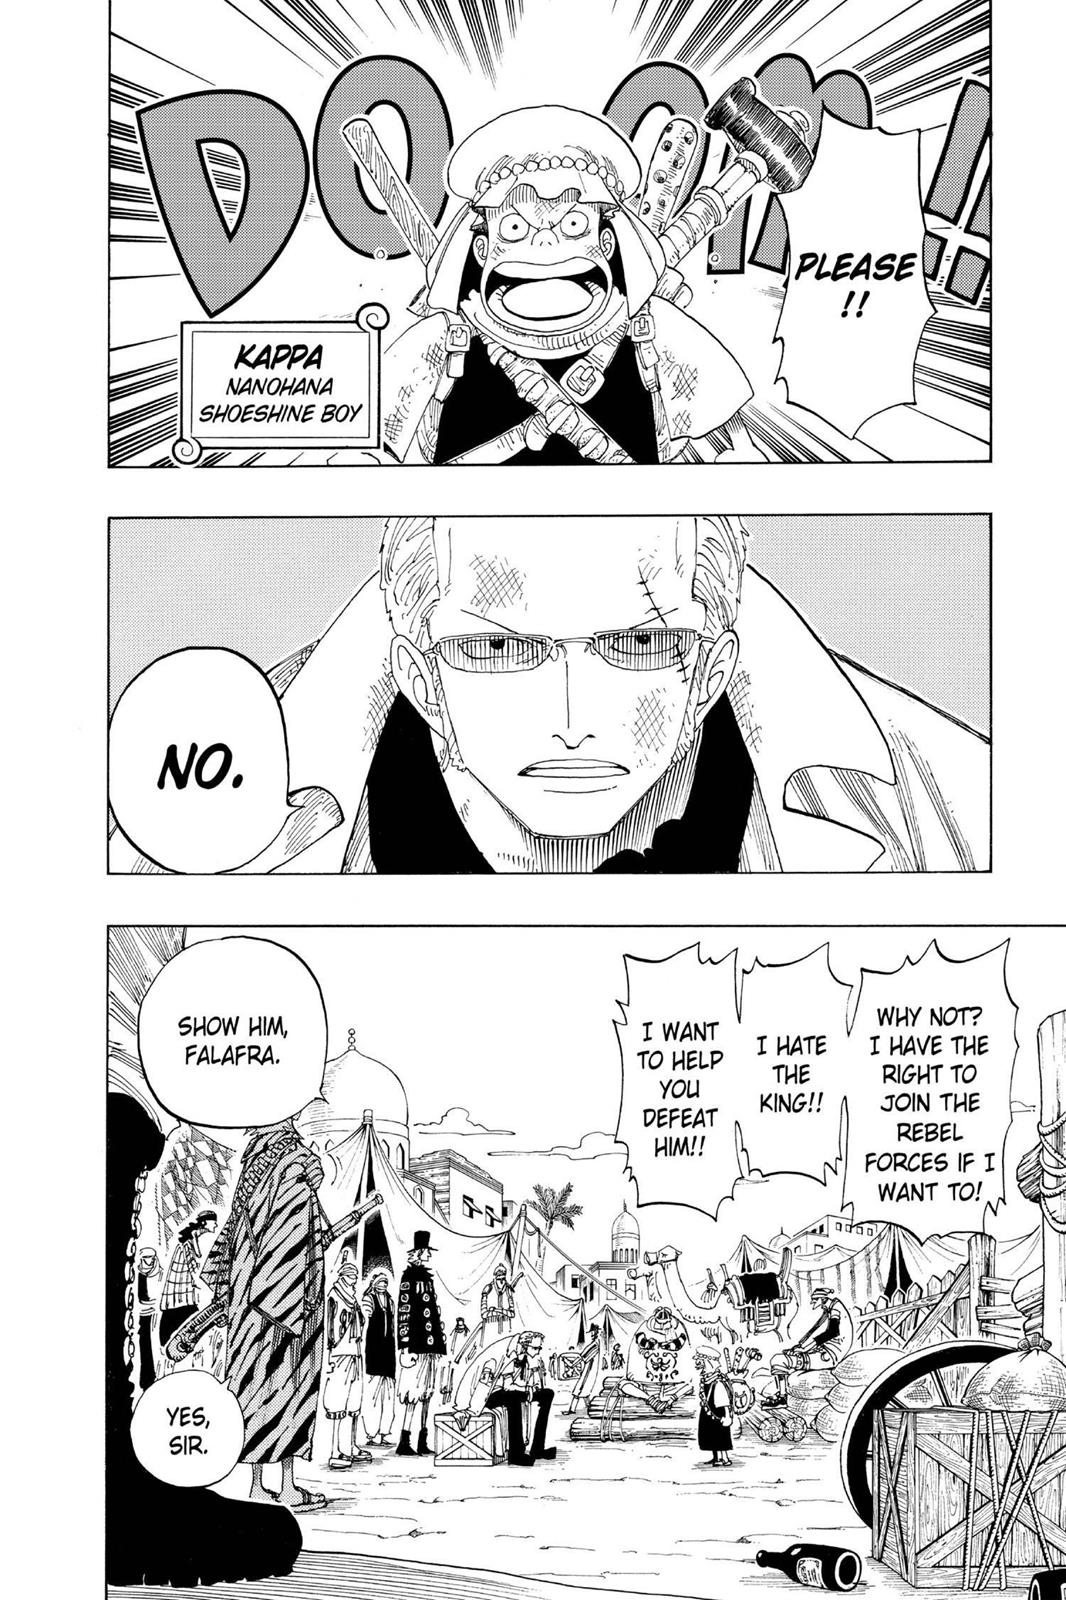 DOOM!!
PLEASE
!!
KAPPA
NANOHANA
SHOESHINE BOY
NO.
WHY NOT?
I HAVE THE
RIGHT TO
JOIN THE
REBEL
FORCES IF I
WANT TO!
I HATE
THE
KING!!
I WANT
TO HELP
YOU
DEFEAT
HIM!!
SHOW HIM,
FALAFRA.
YES,
SIR.